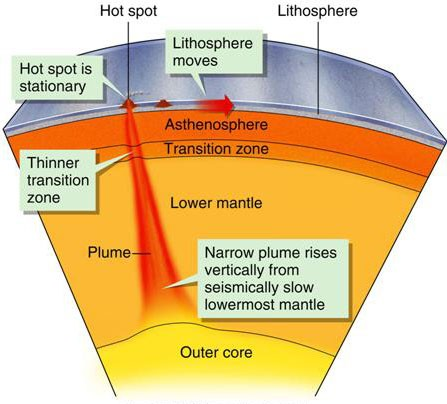 Hot spot
Lithosphere
Lithosphere
moves
Hot spot is
stationary
Asthenosphere
Transition zone
Thinner
transition
zone
Lower mantle
Plume
Narrow plume rises
vertically from
seismically slow
lowermost mantle
Outer core